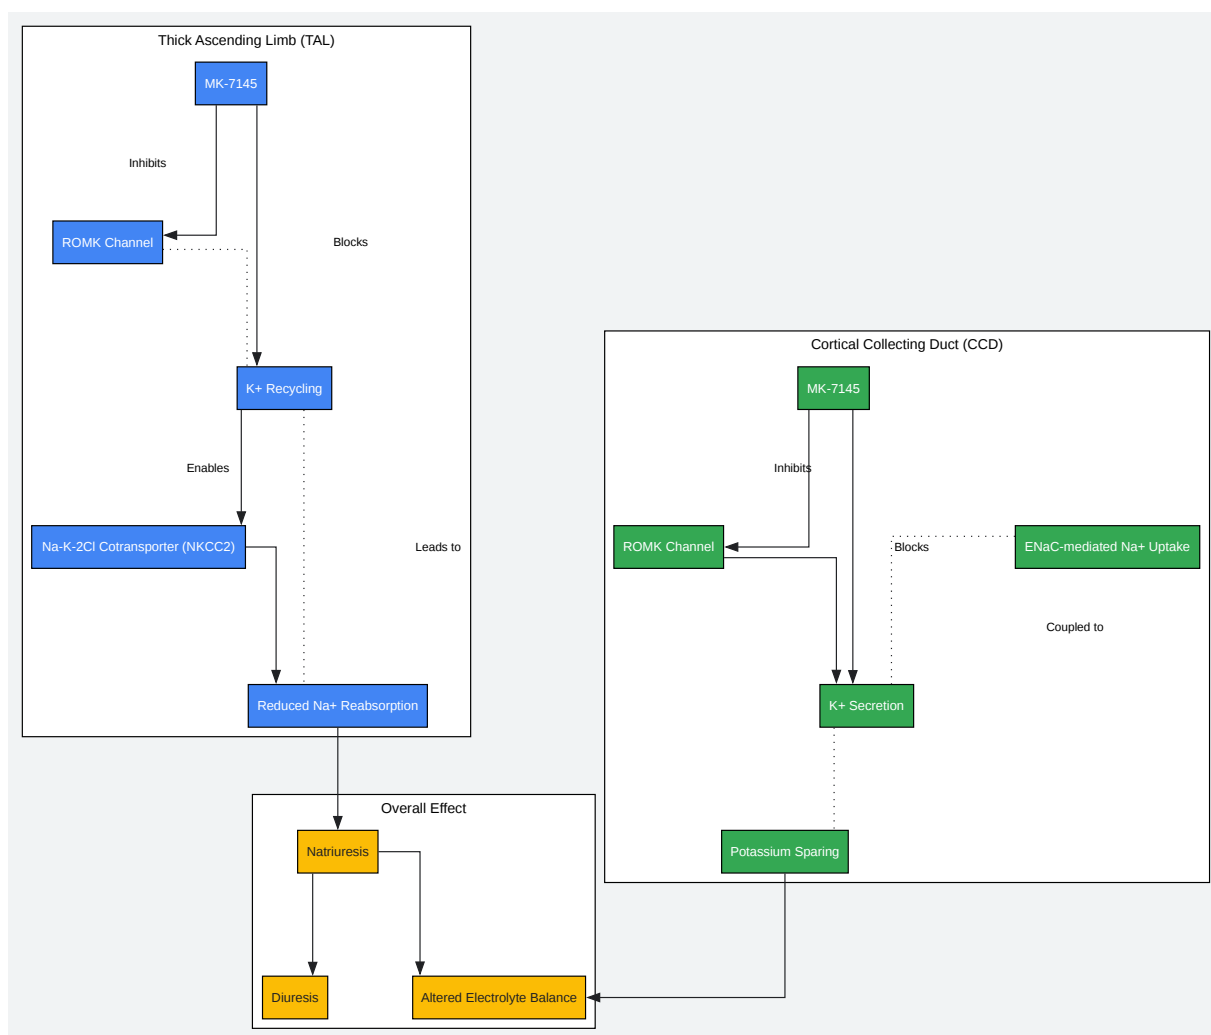 Thick Ascending Limb (TAL)
MK-7145
Inhibits
ROMK Channel
Blocks
K+ Recycling
Enables
Na-K-2Cl Cotransporter (NKCC2)
Leads to
Reduced Na+ Reabsorption
Cortical Collecting Duct (CCD)
MK-7145
Inhibits
ROMK Channel
Blocks
ENaC-mediated Na+ Uptake
Coupled to
K+ Secretion
Potassium Sparing
Overall Effect
Natriuresis
Diuresis
Altered Electrolyte Balance